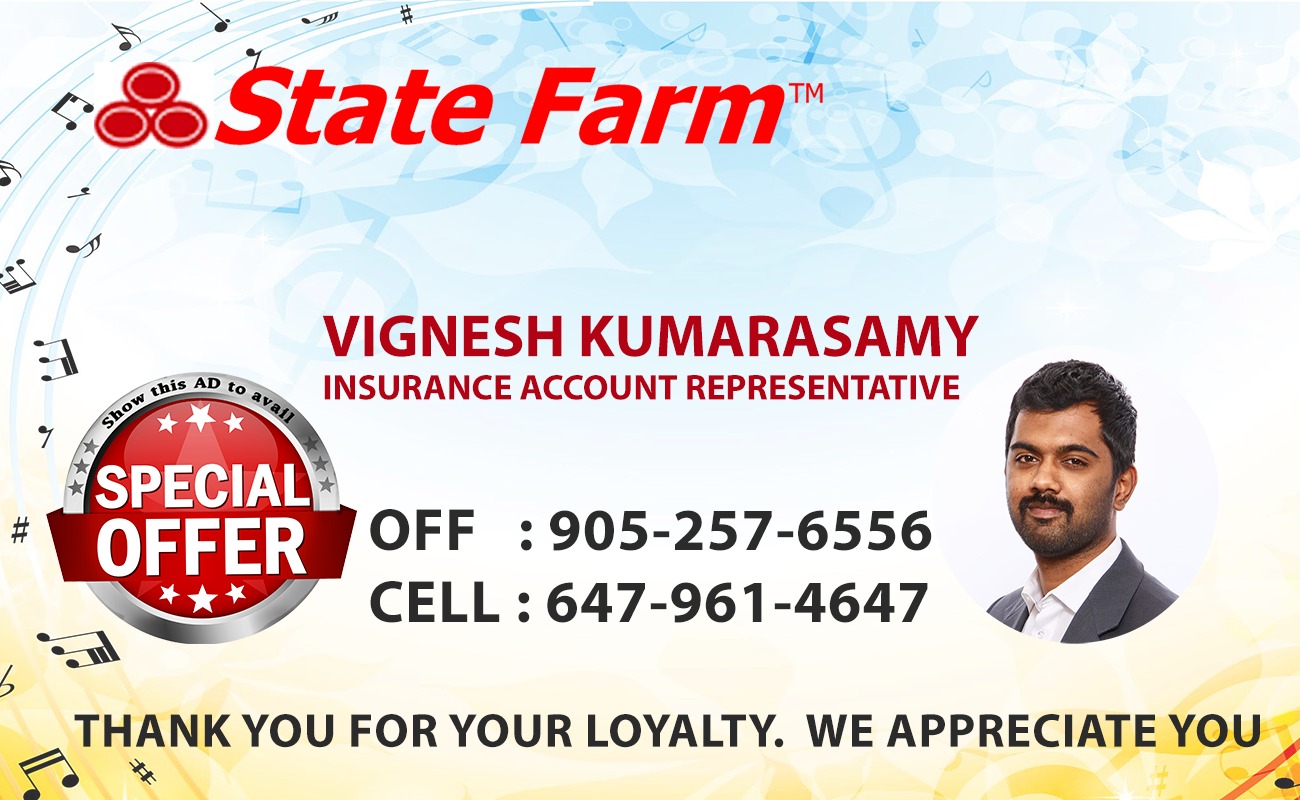 State Farm™
VIGNESH KUMARASAMY
INSURANCE ACCOUNT REPRESENTATIVE
Show this AD to avail
SPECIAL
OFFER
OFF : 905-257-6556
CELL : 647-961-4647
THANK YOU FOR YOUR LOYALTY. WE APPRECIATE YOU